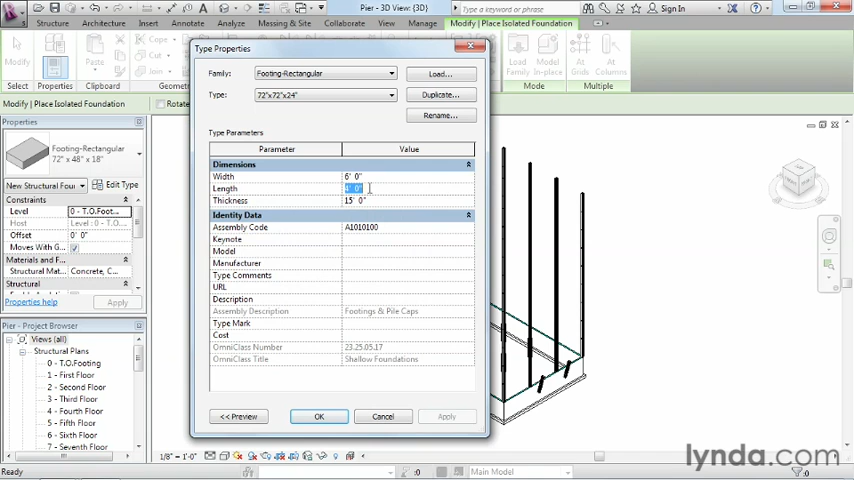 Pier - 3D View: {3D}
Sign In
Structure
Architecture
Insert
Annotate
Analyze
Massing & Site
Collaborate
View
Manage
Modify | Place Isolated Foundation
Modify
Paste
Cope
Cut
Join
Load
Family
Model
In-place
At
Grids
At
Columns
Select
Properties
Clipboard
Mode
Multiple
Modify | Place Isolated Foundation
Rotate
Properties
Footing-Rectangular
72" x 48" x 18"
New Structural Fou
Edit Type
Constraints
Level
0 - T.O.Foot...
Host
Level : 0 - T.O...
Offset
0' 0"
Moves With G...
Materials and F
Structural Mat...
Concrete, C...
Structural
Properties help
Apply
Pier - Project Browser
Views (all)
Structural Plans
0 - T.O.Footing
1 - First Floor
2 - Second Floor
3 - Third Floor
4 - Fourth Floor
5 - Fifth Floor
6 - Sixth Floor
7 - Seventh Floor
Type Properties
Family:
Footing-Rectangular
Load...
Type:
72"x72"x24"
Duplicate...
Rename...
Type Parameters
Parameter
Value
Dimensions
Width
6' 0"
Length
4' 0"
Thickness
15' 0"
Identity Data
Assembly Code
A1010100
Keynote
Model
Manufacturer
Type Comments
URL
Description
Assembly Description
Footings & Pile Caps
Type Mark
Cost
OmniClass Number
23.25.05.17
OmniClass Title
Shallow Foundations
<< Preview
OK
Cancel
Apply
1/8" = 1'-0"
Ready
:0
Main Model
:0
lynda.com